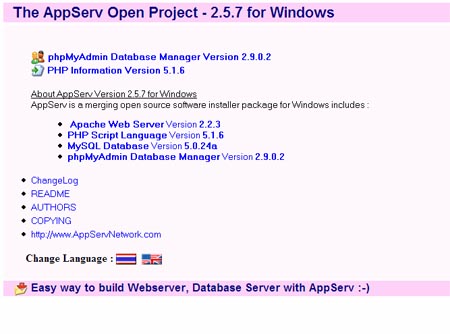 The AppServ Open Project - 2.5.7 for Windows
phpMyAdmin Database Manager Version 2.9.0.2
PHP Information Version 5.1.6
About AppServ Version 2.5.7 for Windows
AppServ is a merging open source software installer package for Windows includes :
Apache Web Server Version 2.2.3
PHP Script Language Version 5.1.6
MySQL Database Version 5.0.24a
phpMyAdmin Database Manager Version 2.9.0.2
ChangeLog
README
AUTHORS
COPYING
http://www.AppServNetwork.com
Change Language :
Easy way to build Webserver, Database Server with AppServ :-)